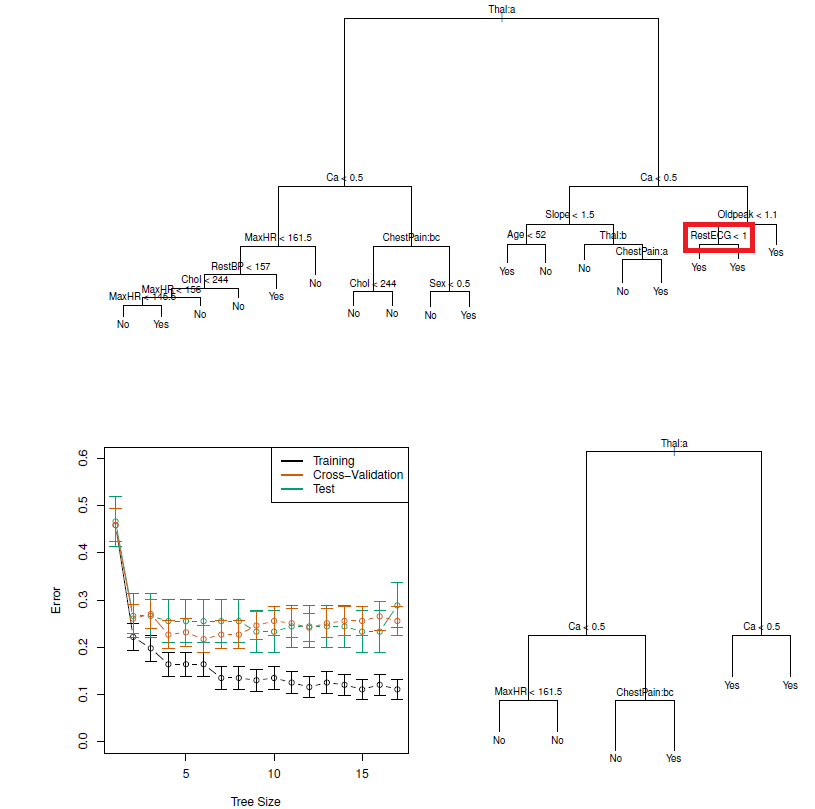 Thal:a
Ca < 0.5
Ca < 0.5
Slope < 1.5
Oldpeak < 1.1
MaxHR < 161.5
ChestPain:bc
Age < 52
Thal:b
RestECG < 1
ChestPain:a
Yes
RestBP < 157
Yes
No
No
Yes
Yes
Chol < 244
No
Chol < 244
Sex < 0.5
No
Yes
MaxHR < 156
MaxHR < 145.5
Yes
No
No
No
No
No
Yes
No
Yes
Training
Cross−Validation
Test
0.6
0.5
0.4
0.3
0.2
0.1
0.0
Error
5
10
15
Tree Size
Thal:a
Ca < 0.5
Ca < 0.5
MaxHR < 161.5
ChestPain:bc
Yes
Yes
No
No
No
Yes